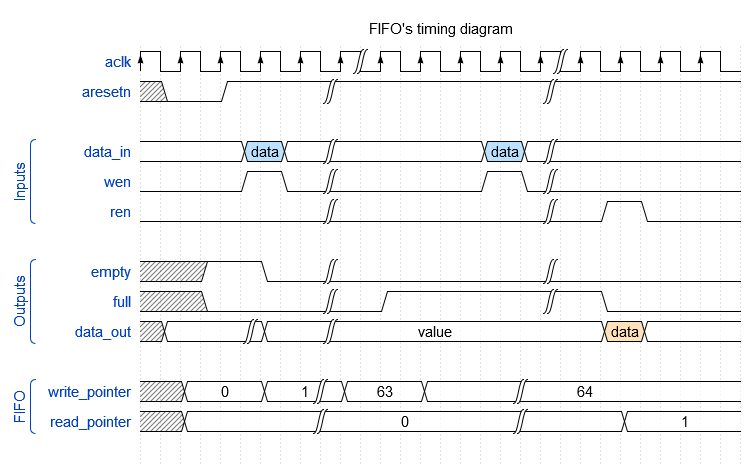 FIFO's timing diagram
aclk
aresetn
Inputs
data_in data data
wen
ren
Outputs
empty
full
data_out value data
FIFO
write_pointer 0 1 63 64
read_pointer 0 1